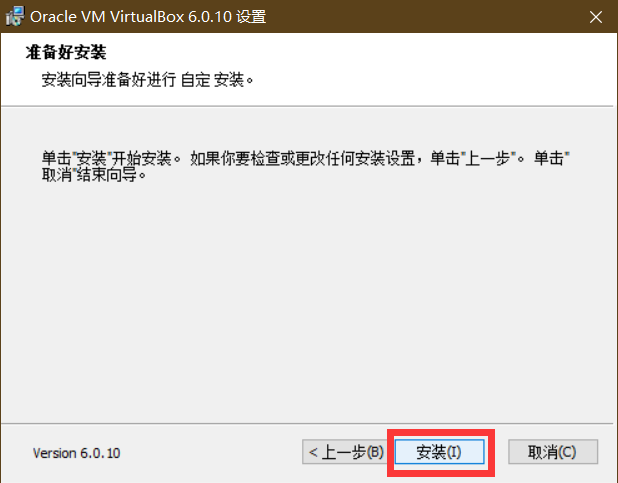 Oracle VM VirtualBox 6.0.10 设置
准备好安装
安装向导准备好进行 自定 安装。
单击"安装"开始安装。 如果你要检查或更改任何安装设置，单击"上一步"。 单击"
取消"结束向导。
Version 6.0.10
< 上一步(B) 安装(I) 取消(C)